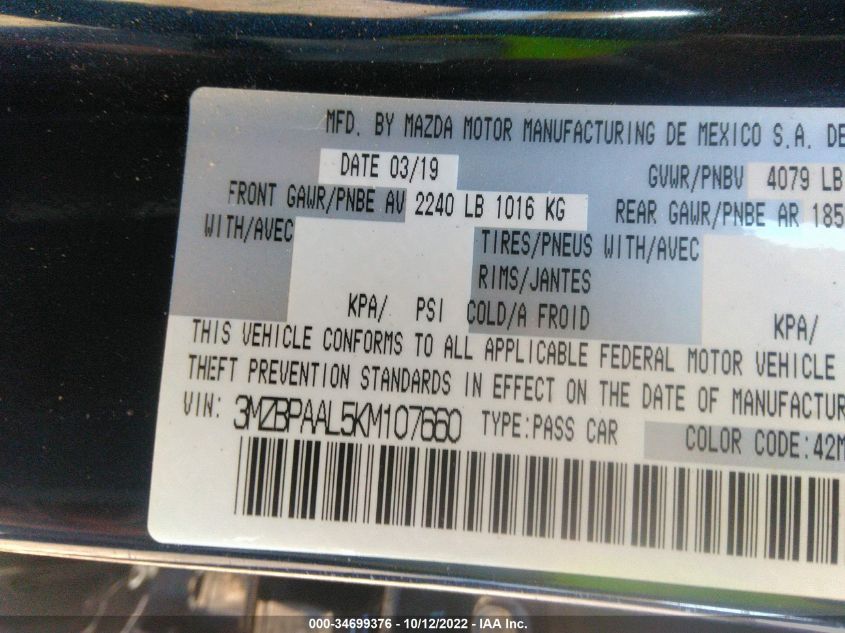 MFD. BY MAZDA MOTOR MANUFACTURING DE MEXICO S.A. DE
DATE 03/19 GVWR/PNBV 4079 LB
FRONT GAWR/PNBE AV 2240 LB 1016 KG REAR GAWR/PNBE AR 185
WITH/AVEC TIRES/PNEUS WITH/AVEC
RIMS/JANTES
KPA/ PSI COLD/A FROID KPA/
THIS VEHICLE CONFORMS TO ALL APPLICABLE FEDERAL MOTOR VEHICLE
THEFT PREVENTION STANDARDS IN EFFECT ON THE DATE OF MANUFACTUR
VIN: 3MZBPAAL5KM107660 TYPE:PASS CAR COLOR CODE:42M
000-34699376 - 10/12/2022 - IAA Inc.